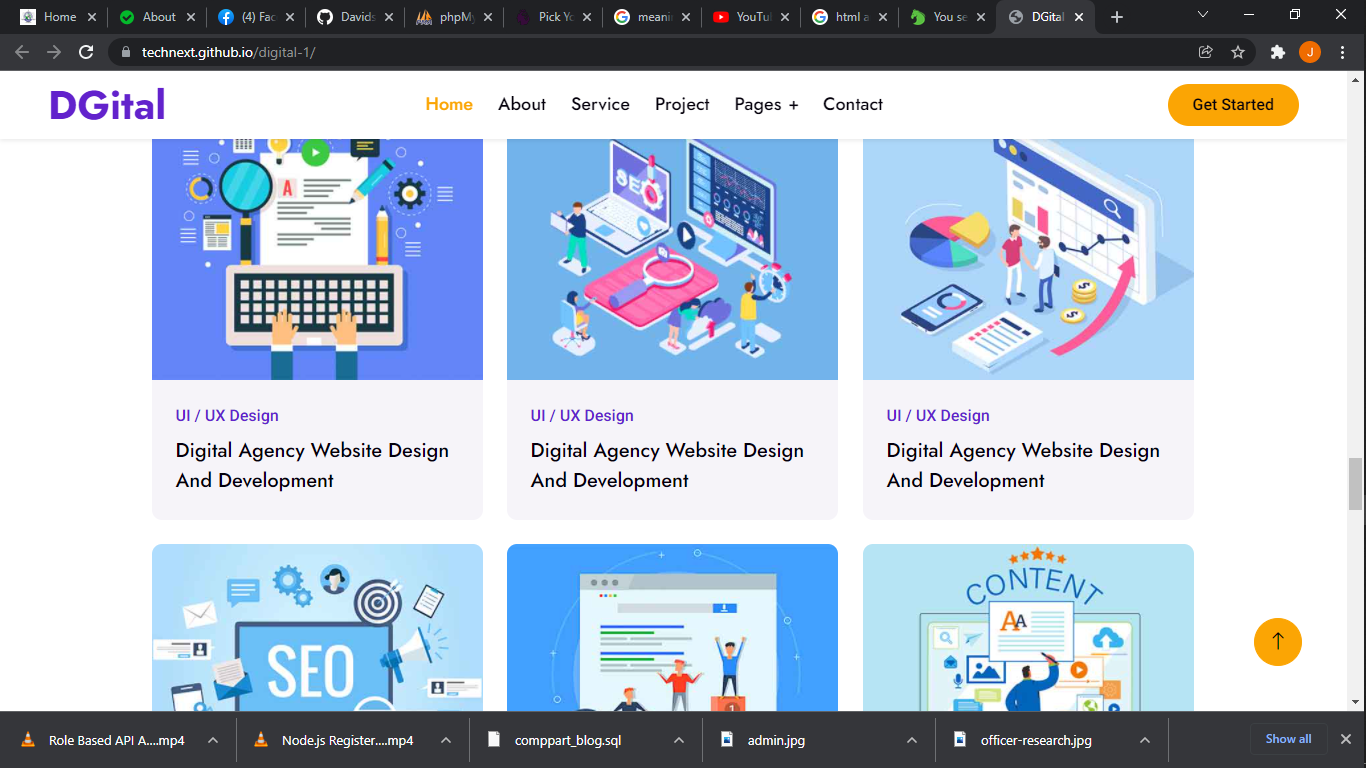 Home
About
(4) Fac
Davids
phpMy
Pick Yo
meanin
YouTu
html a
You se
DGital
technext.github.io/digital-1/
J
DGital
Home
About
Service
Project
Pages +
Contact
Get Started
A
SEO
UI / UX Design
Digital Agency Website Design
And Development
UI / UX Design
Digital Agency Website Design
And Development
UI / UX Design
Digital Agency Website Design
And Development
SEO
1
CONTENT
AA
Role Based API A....mp4
Node.js Register....mp4
comppart_blog.sql
admin.jpg
officer-research.jpg
Show all